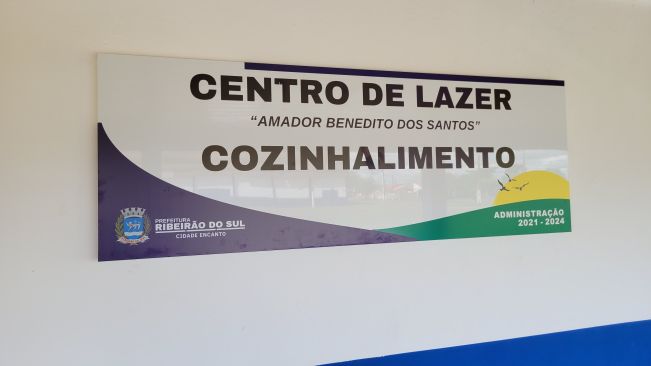 CENTRO DE LAZER
“AMADOR BENEDITO DOS SANTOS”
COZINHALIMENTO
PREFEITURA
RIBEIRÃO DO SUL
CIDADE ENCANTO
ADMINISTRAÇÃO
2021 - 2024